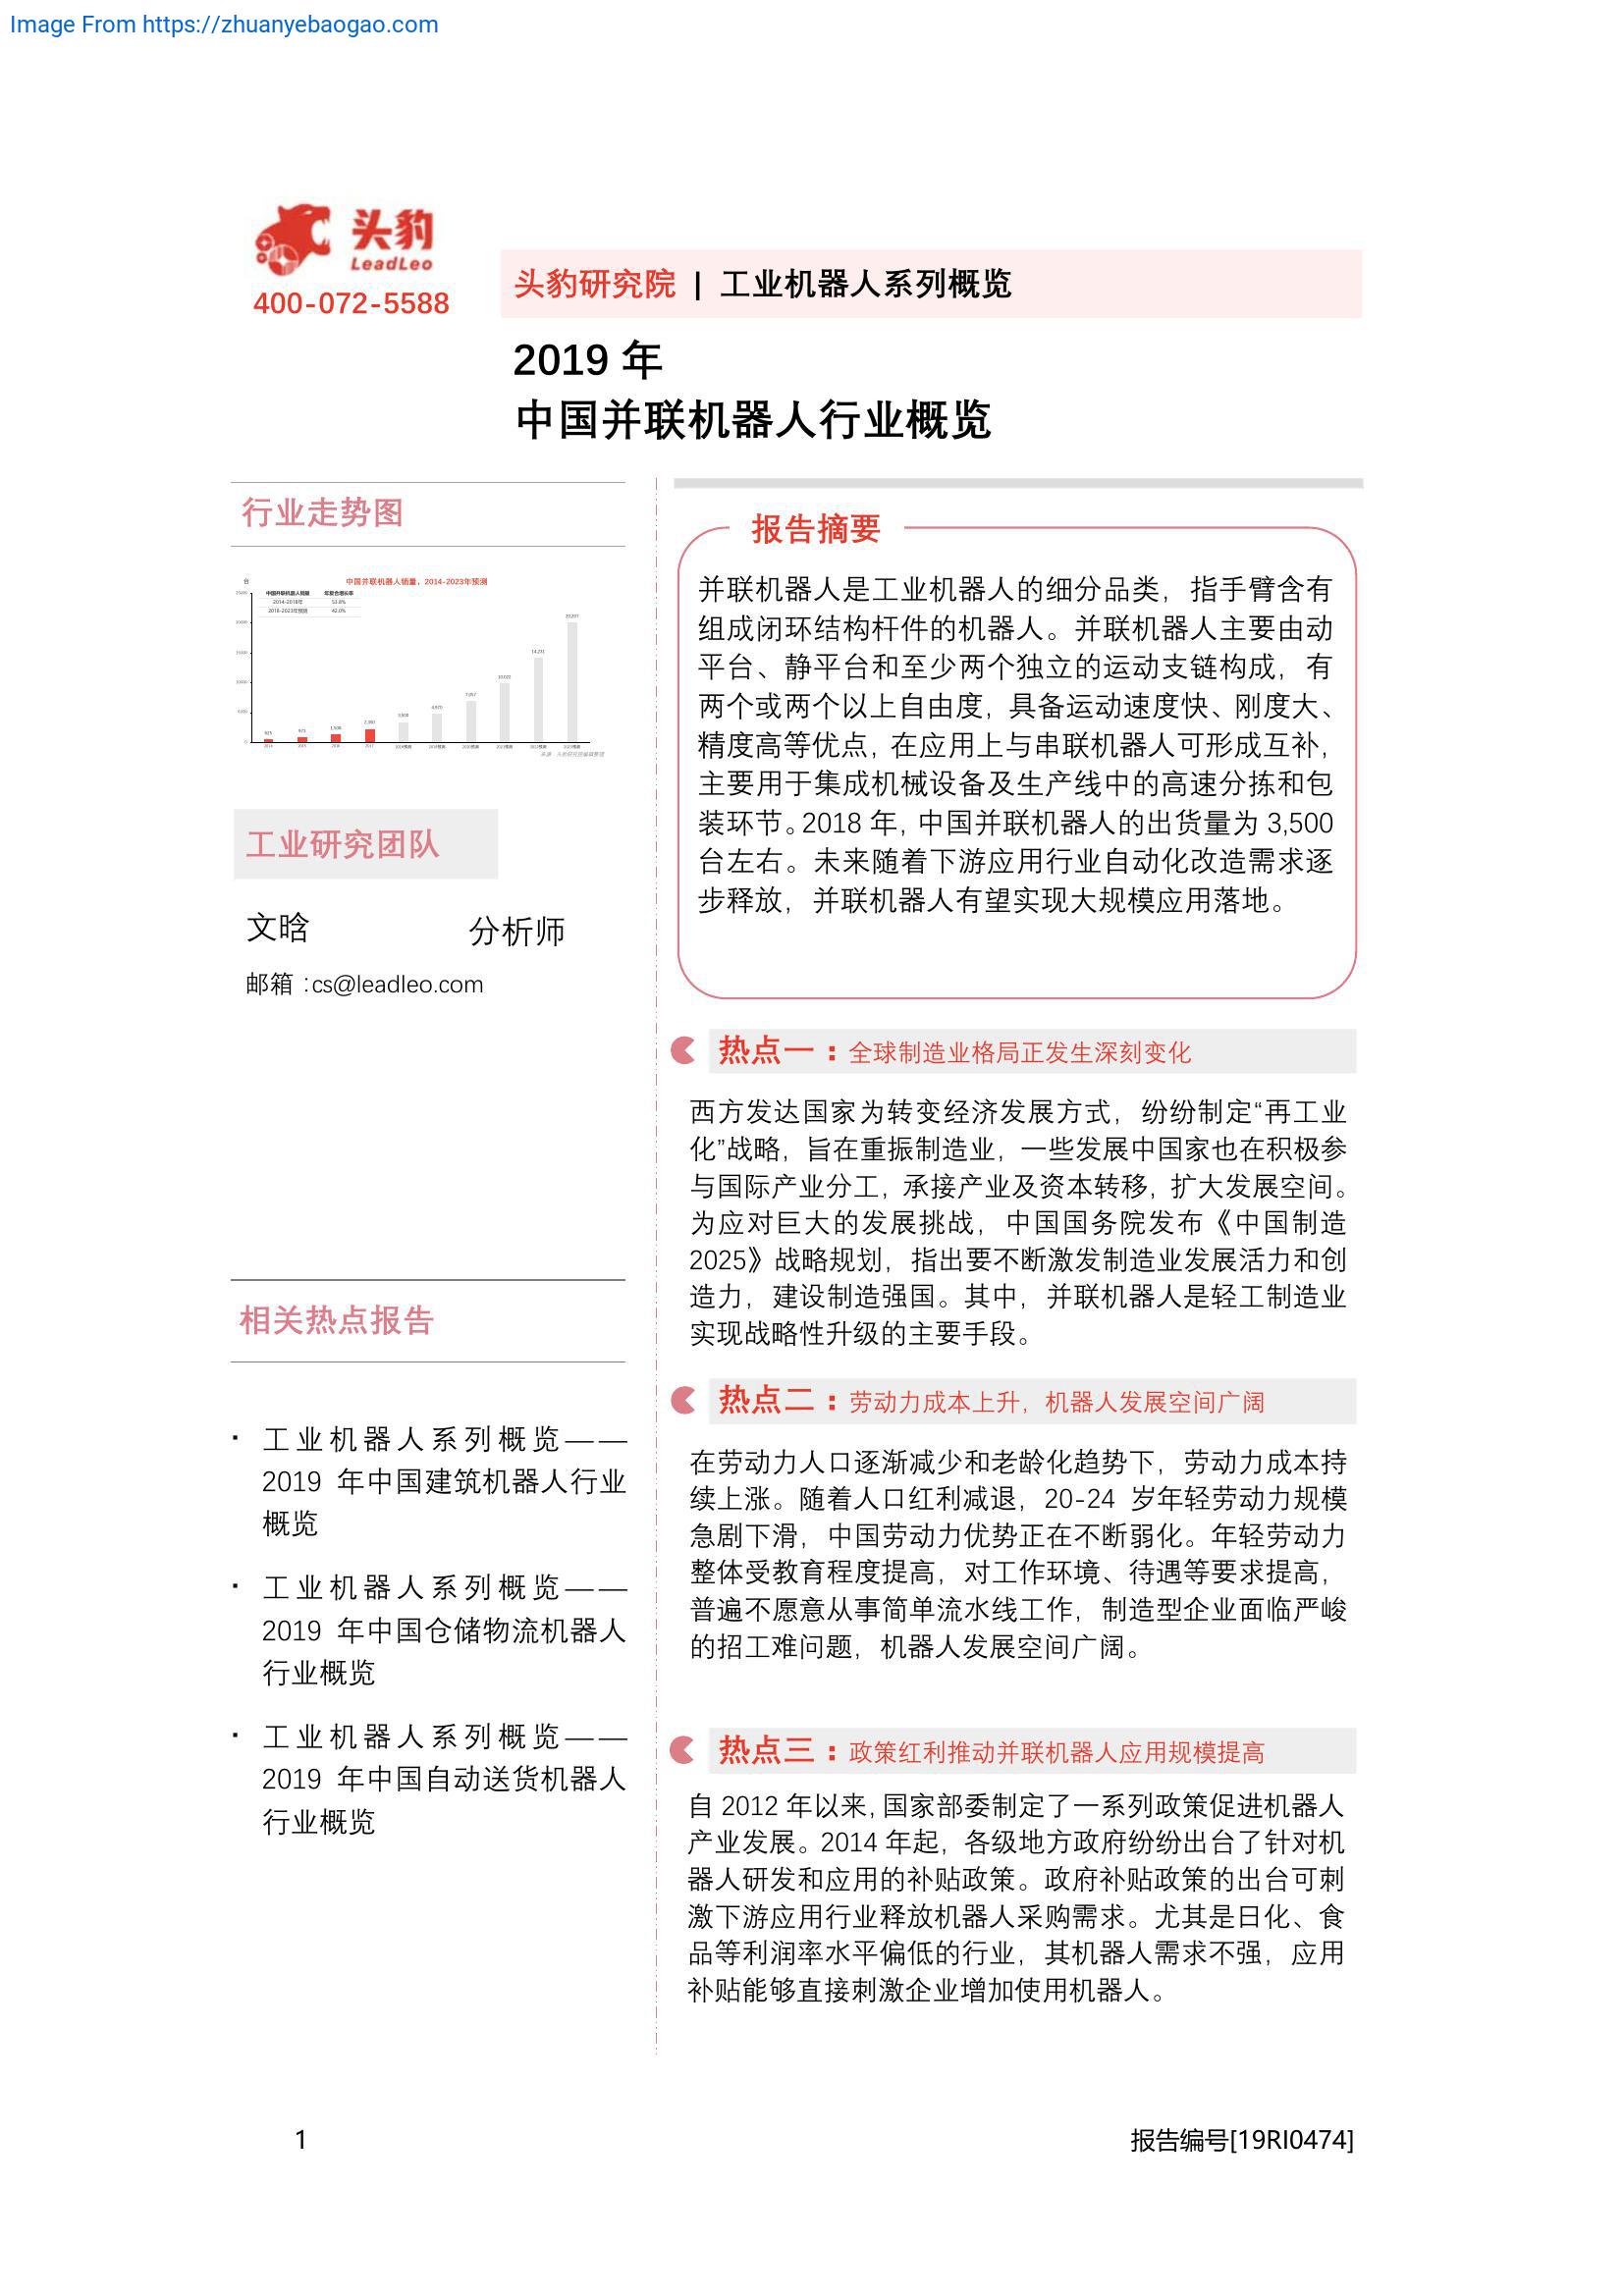 Image From https://zhuanyebaogao.com
头豹
LeadLeo
400-072-5588
头豹研究院 | 工业机器人系列概览
2019 年
中国并联机器人行业概览
行业走势图
中国并联机器人销量，2014-2023年预测
工业研究团队
文晗 分析师
邮箱：cs@leadleo.com
相关热点报告
· 工业机器人系列概览——
2019 年中国建筑机器人行业
概览
· 工业机器人系列概览——
2019 年中国仓储物流机器人
行业概览
· 工业机器人系列概览——
2019 年中国自动送货机器人
行业概览
报告摘要
并联机器人是工业机器人的细分品类，指手臂含有
组成闭环结构杆件的机器人。并联机器人主要由动
平台、静平台和至少两个独立的运动支链构成，有
两个或两个以上自由度，具备运动速度快、刚度大、
精度高等优点，在应用上与串联机器人可形成互补，
主要用于集成机械设备及生产线中的高速分拣和包
装环节。2018 年，中国并联机器人的出货量为 3,500
台左右。未来随着下游应用行业自动化改造需求逐
步释放，并联机器人有望实现大规模应用落地。
热点一：全球制造业格局正发生深刻变化
西方发达国家为转变经济发展方式，纷纷制定“再工业
化”战略，旨在重振制造业，一些发展中国家也在积极参
与国际产业分工，承接产业及资本转移，扩大发展空间。
为应对巨大的发展挑战，中国国务院发布《中国制造
2025》战略规划，指出要不断激发制造业发展活力和创
造力，建设制造强国。其中，并联机器人是轻工制造业
实现战略性升级的主要手段。
热点二：劳动力成本上升，机器人发展空间广阔
在劳动力人口逐渐减少和老龄化趋势下，劳动力成本持
续上涨。随着人口红利减退，20-24 岁年轻劳动力规模
急剧下滑，中国劳动力优势正在不断弱化。年轻劳动力
整体受教育程度提高，对工作环境、待遇等要求提高，
普遍不愿意从事简单流水线工作，制造型企业面临严峻
的招工难问题，机器人发展空间广阔。
热点三：政策红利推动并联机器人应用规模提高
自 2012 年以来，国家部委制定了一系列政策促进机器人
产业发展。2014 年起，各级地方政府纷纷出台了针对机
器人研发和应用的补贴政策。政府补贴政策的出台可刺
激下游应用行业释放机器人采购需求。尤其是日化、食
品等利润率水平偏低的行业，其机器人需求不强，应用
补贴能够直接刺激企业增加使用机器人。
1
报告编号[19RI0474]